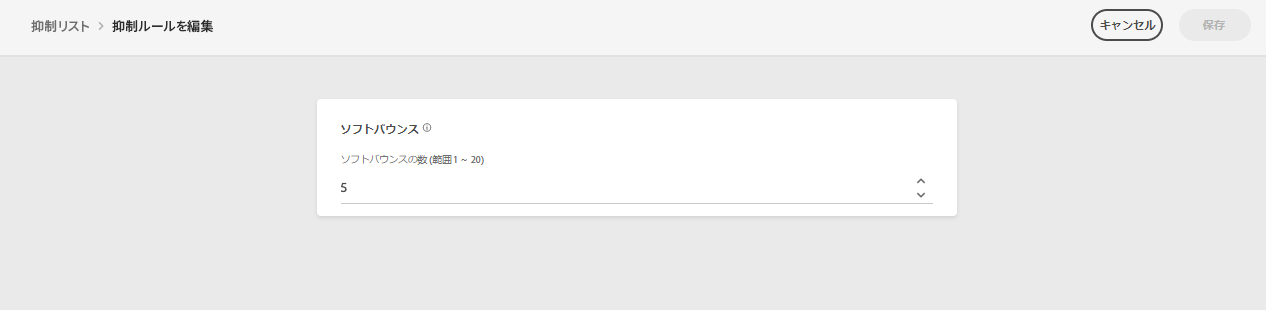 抑制リスト > 抑制ルールを編集
キャンセル
保存
ソフトバウンス
ソフトバウンスの数 (範囲 1 ~ 20)
5